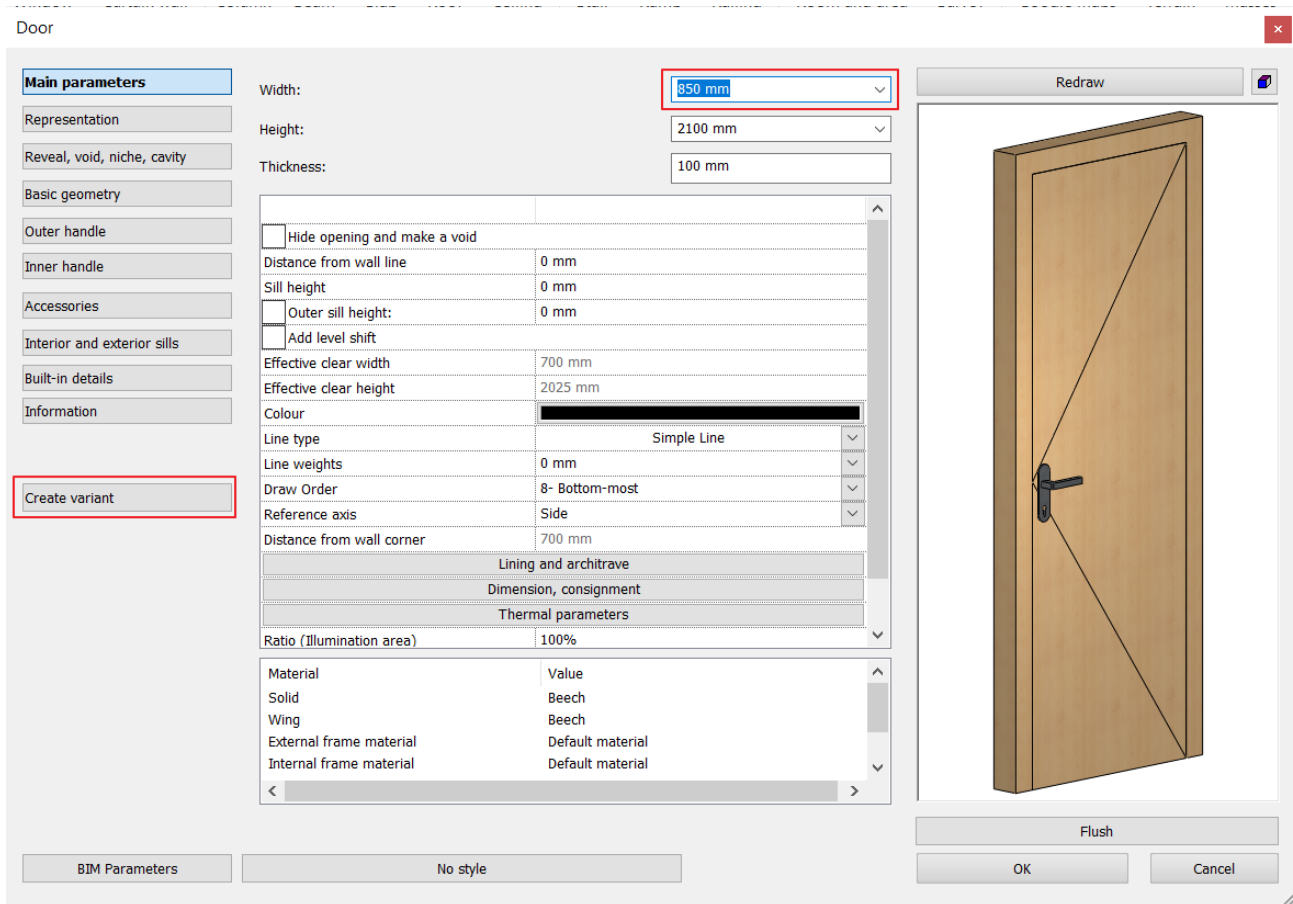 Door
Main parameters
Representation
Reveal, void, niche, cavity
Basic geometry
Outer handle
Inner handle
Accessories
Interior and exterior sills
Built-in details
Information
Create variant
Width: 850 mm
Height: 2100 mm
Thickness: 100 mm
Hide opening and make a void
Distance from wall line 0 mm
Sill height 0 mm
Outer sill height: 0 mm
Add level shift
Effective clear width 700 mm
Effective clear height 2025 mm
Colour
Line type Simple Line
Line weights 0 mm
Draw Order 8- Bottom-most
Reference axis Side
Distance from wall corner 700 mm
Lining and architrave
Dimension, consignment
Thermal parameters
Ratio (Illumination area) 100%
Material Value
Solid Beech
Wing Beech
External frame material Default material
Internal frame material Default material
Redraw
Flush
BIM Parameters
No style
OK
Cancel